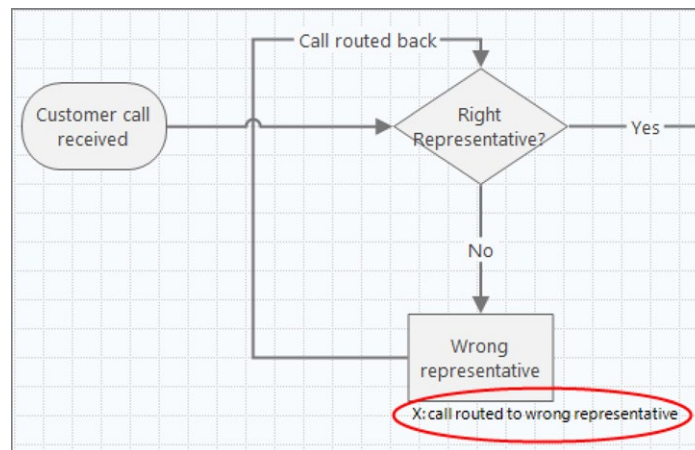 Call routed back
Customer call
received
Right
Representative?
Yes
No
Wrong
representative
X: call routed to wrong representative